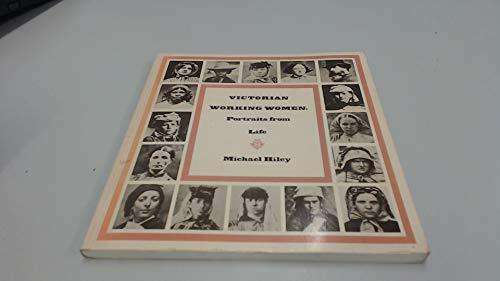 VICTORIAN
WORKING WOMEN:
Portraits from
Life
Michael Hiley